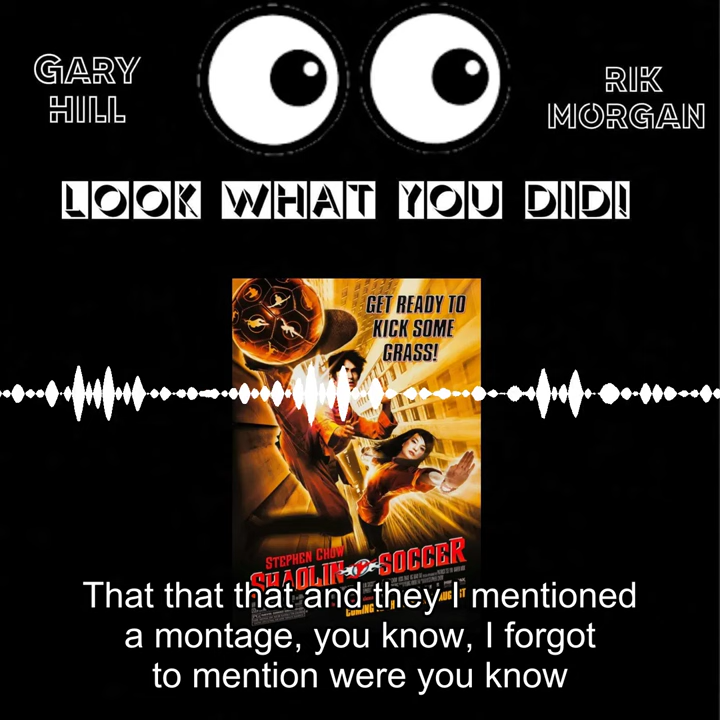 GARY
HILL
RIK
MORGAN
LOOK WHAT YOU DID!
GET READY TO
KICK SOME
GRASS!
STEPHEN CHOW
SHAOLIN SOCCER
That that that and they I mentioned
a montage, you know, I forgot
to mention were you know